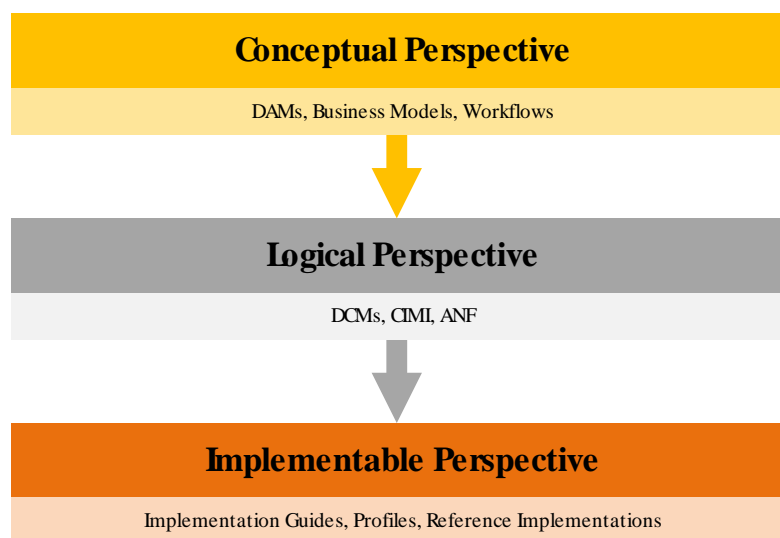 Conceptual Perspective
DAMs, Business Models, Workflows
Logical Perspective
DCMs, CIMI, ANF
Implementable Perspective
Implementation Guides, Profiles, Reference Implementations